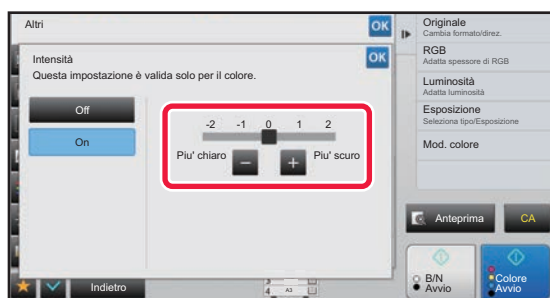 Altri
OK
Intensità
OK
Questa impostazione è valida solo per il colore.
Off
On
-2 -1 0 1 2
Piu' chiaro
Piu' scuro
Indietro
3
4 A3
Originale
Cambia formato/direz.
RGB
Adatta spessore di RGB
Luminosità
Adatta luminosità
Esposizione
Seleziona tipo/Esposizione
Mod. colore
Anteprima
CA
B/N
Avvio
Colore
Avvio